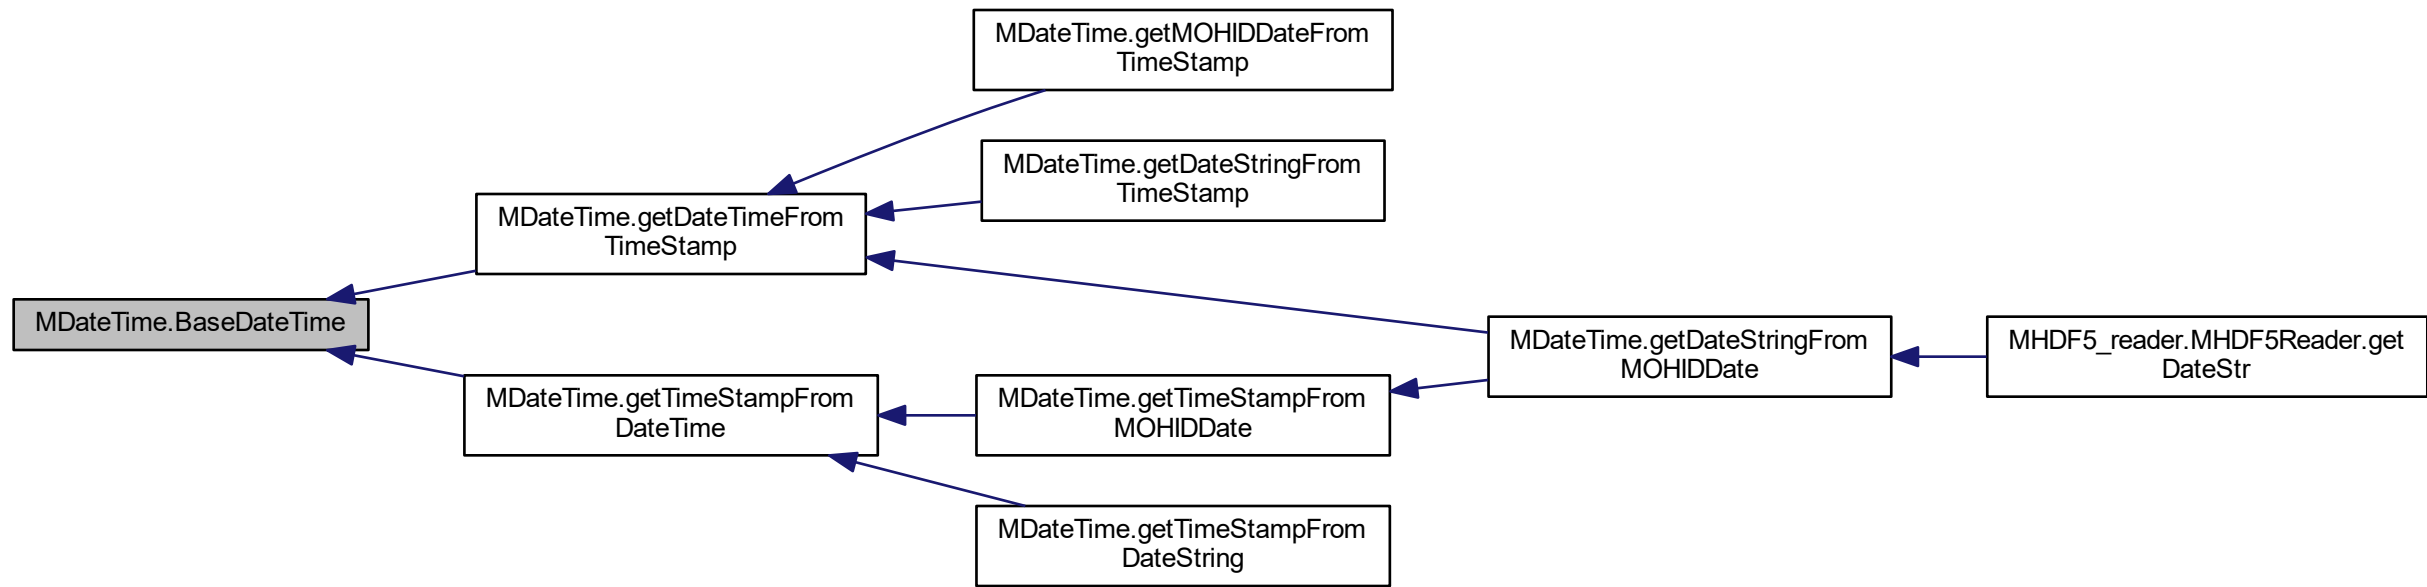 MDateTime.getMOHIDDateFrom
TimeStamp
MDateTime.getDateStringFrom
TimeStamp
MDateTime.getDateTimeFrom
TimeStamp
MDateTime.BaseDateTime
MDateTime.getDateStringFrom
MOHIDDate
MHDF5_reader.MHDF5Reader.get
DateStr
MDateTime.getTimeStampFrom
DateTime
MDateTime.getTimeStampFrom
MOHIDDate
MDateTime.getTimeStampFrom
DateString